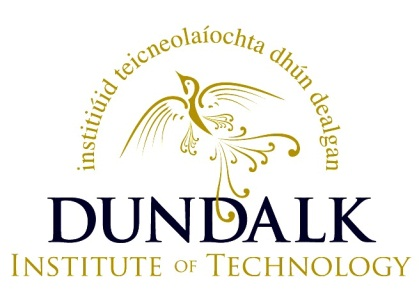 institiúid teicneolaíochta dhún dealgan
DUNDALK
INSTITUTE OF TECHNOLOGY